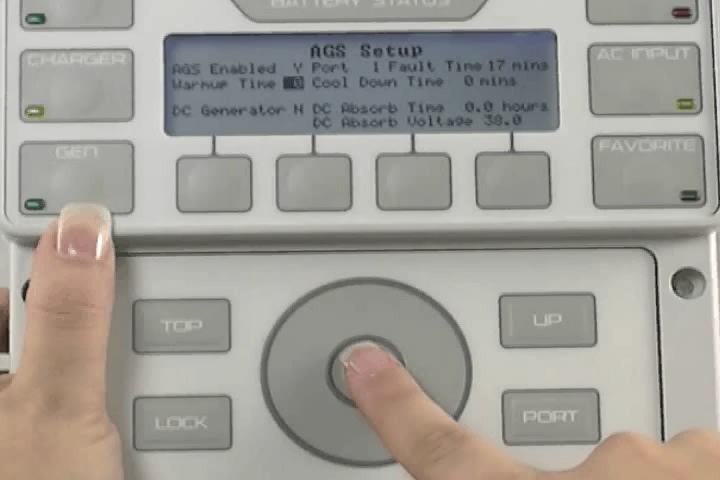 BATTERY STATUS
CHARGER
AC INPUT
GEN
FAVORITE
AGS Setup
AGS Enabled Y Port 1 Fault Time 17 mins
Warmup Time 0 Cool Down Time 0 mins
DC Generator N DC Absorb Time 0.0 hours
DC Absorb Voltage 38.0
TOP
UP
LOCK
PORT